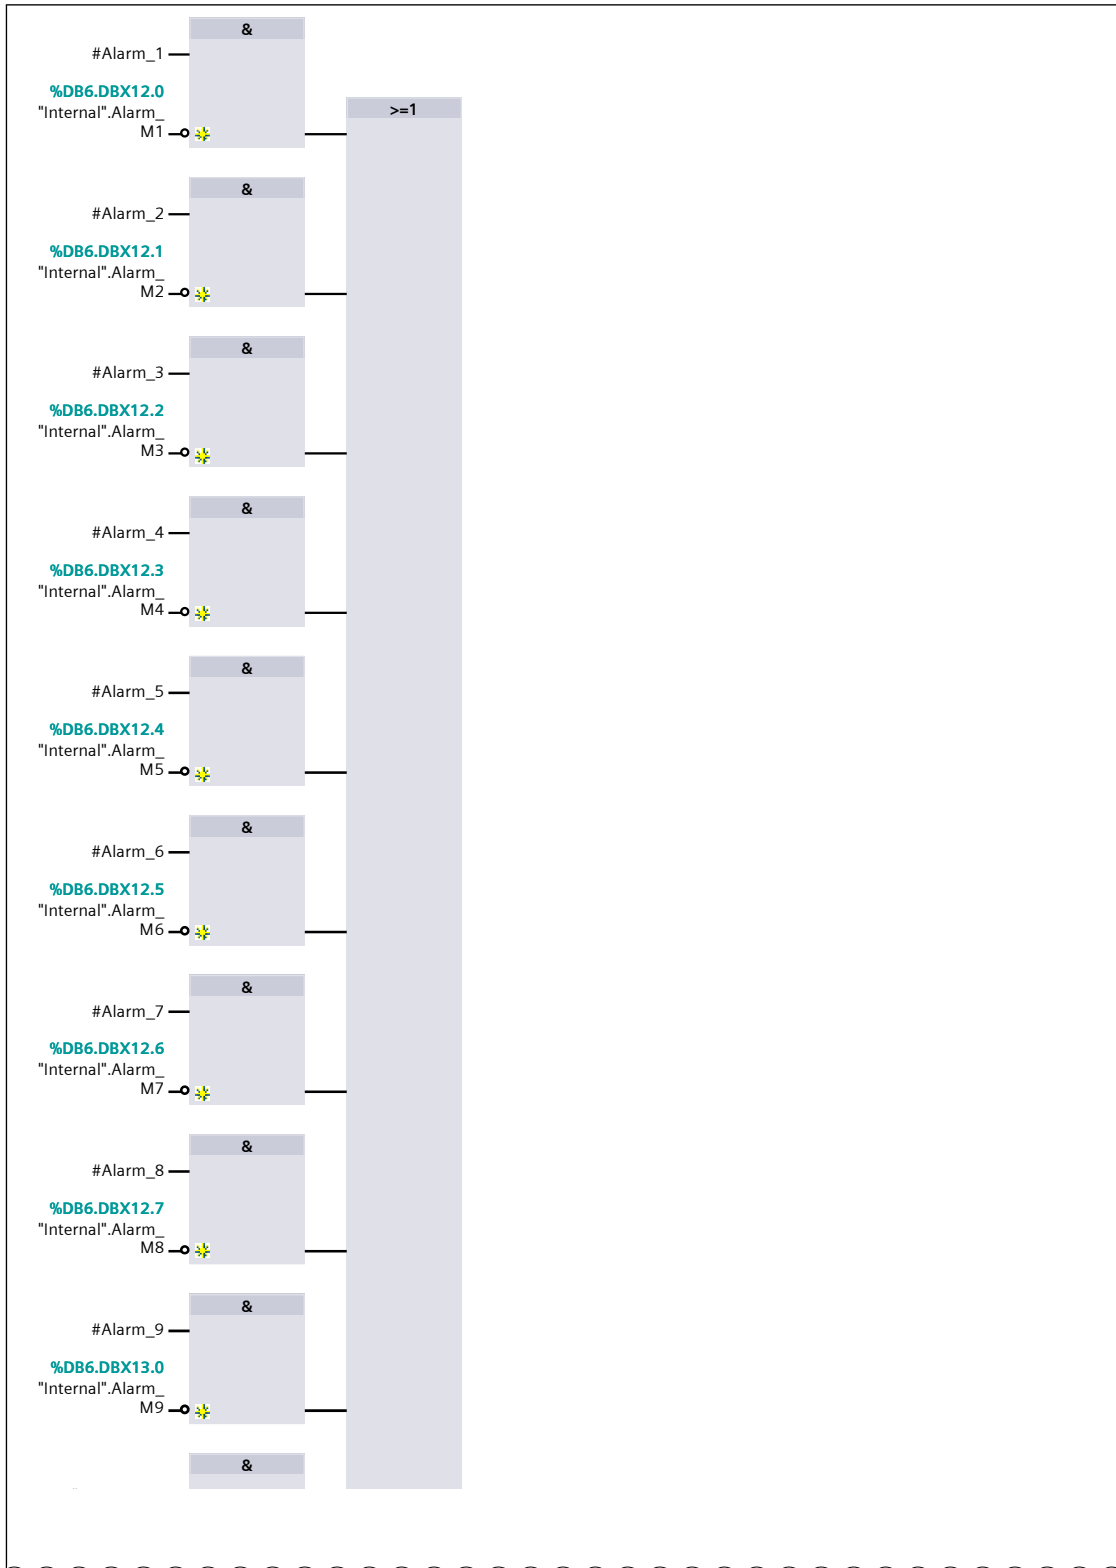 &
#Alarm_1
%DB6.DBX12.0
"Internal".Alarm_
M1
>=1
&
#Alarm_2
%DB6.DBX12.1
"Internal".Alarm_
M2
&
#Alarm_3
%DB6.DBX12.2
"Internal".Alarm_
M3
&
#Alarm_4
%DB6.DBX12.3
"Internal".Alarm_
M4
&
#Alarm_5
%DB6.DBX12.4
"Internal".Alarm_
M5
&
#Alarm_6
%DB6.DBX12.5
"Internal".Alarm_
M6
&
#Alarm_7
%DB6.DBX12.6
"Internal".Alarm_
M7
&
#Alarm_8
%DB6.DBX12.7
"Internal".Alarm_
M8
&
#Alarm_9
%DB6.DBX13.0
"Internal".Alarm_
M9
&